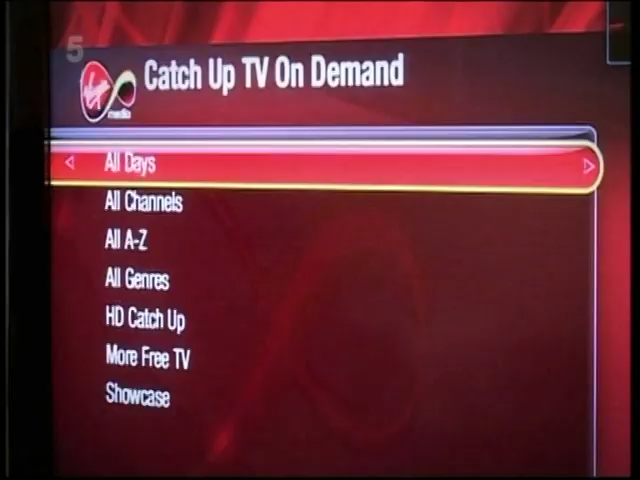 5
Catch Up TV On Demand
Virgin
media
All Days
All Channels
All A-Z
All Genres
HD Catch Up
More Free TV
Showcase